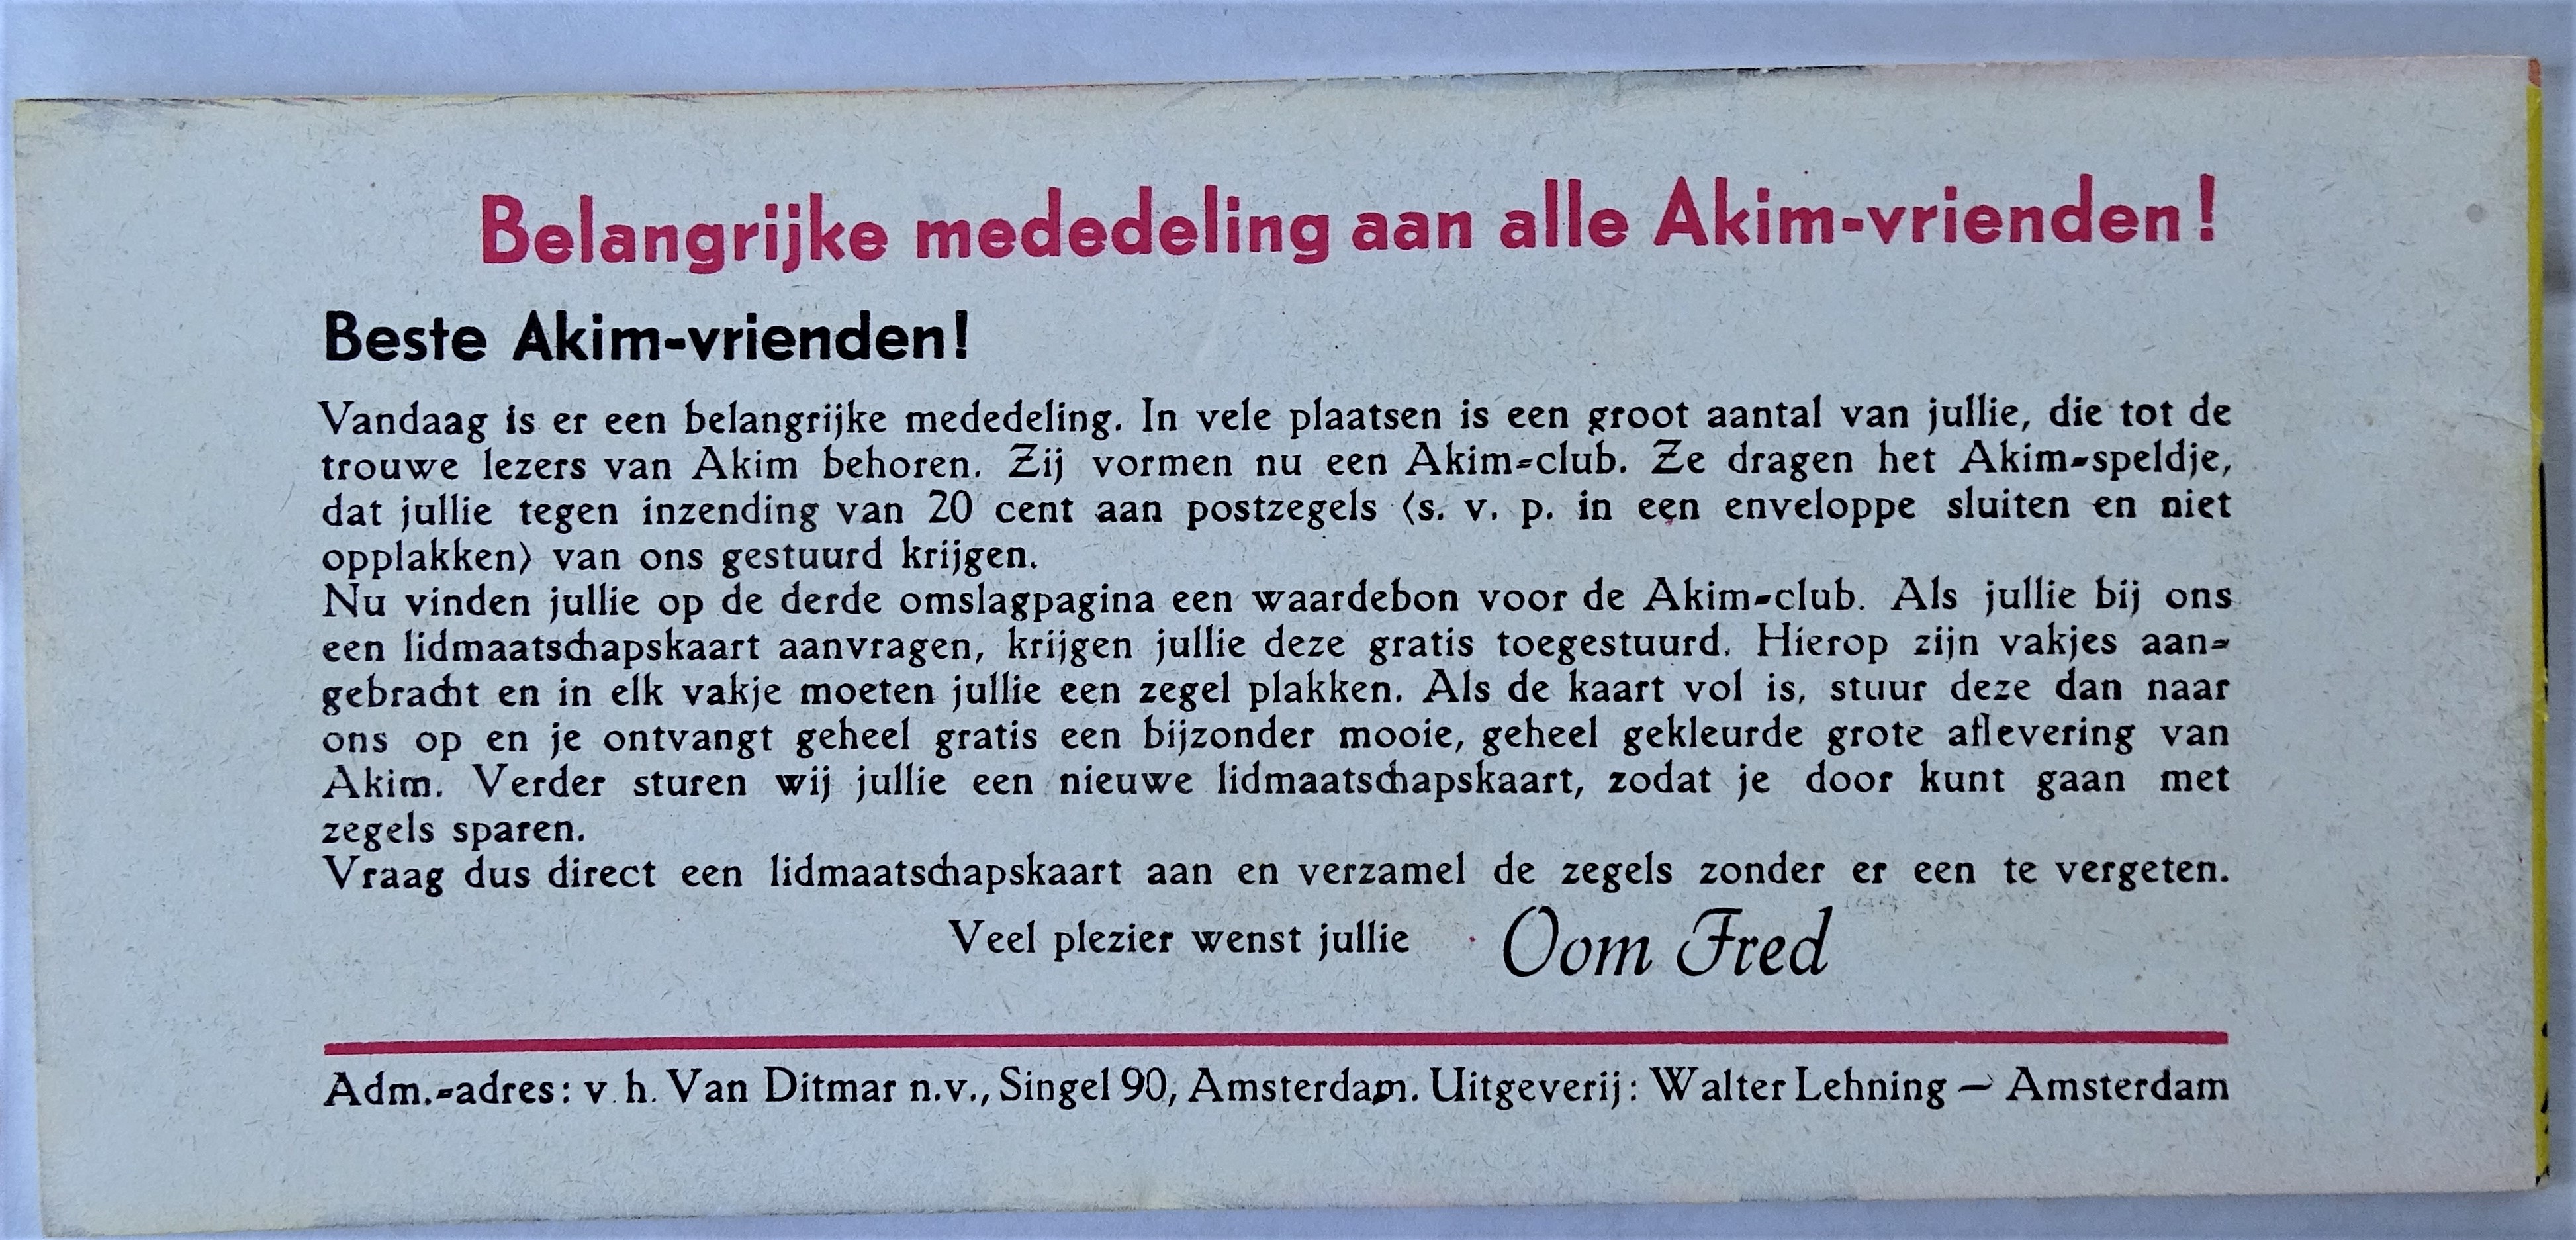 Belangrijke mededeling aan alle Akim-vrienden!
Beste Akim-vrienden!
Vandaag is er een belangrijke mededeling. In vele plaatsen is een groot aantal van jullie, die tot de
trouwe lezers van Akim behoren. Zij vormen nu een Akim-club. Ze dragen het Akim-speldje,
dat jullie tegen inzending van 20 cent aan postzegels (s. v. p. in een enveloppe sluiten en niet
opplakken) van ons gestuurd krijgen.
Nu vinden jullie op de derde omslagpagina een waardebon voor de Akim-club. Als jullie bij ons
een lidmaatschapskaart aanvragen, krijgen jullie deze gratis toegestuurd. Hierop zijn vakjes aan-
gebracht en in elk vakje moeten jullie een zegel plakken. Als de kaart vol is, stuur deze dan naar
ons op en je ontvangt geheel gratis een bijzonder mooie, geheel gekleurde grote aflevering van
Akim. Verder sturen wij jullie een nieuwe lidmaatschapskaart, zodat je door kunt gaan met
zegels sparen.
Vraag dus direct een lidmaatschapskaart aan en verzamel de zegels zonder er een te vergeten.
Veel plezier wenst jullie Oom Fred
Adm.-adres: v. h. Van Ditmar n.v., Singel 90, Amsterdam. Uitgeverij: Walter Lehning — Amsterdam